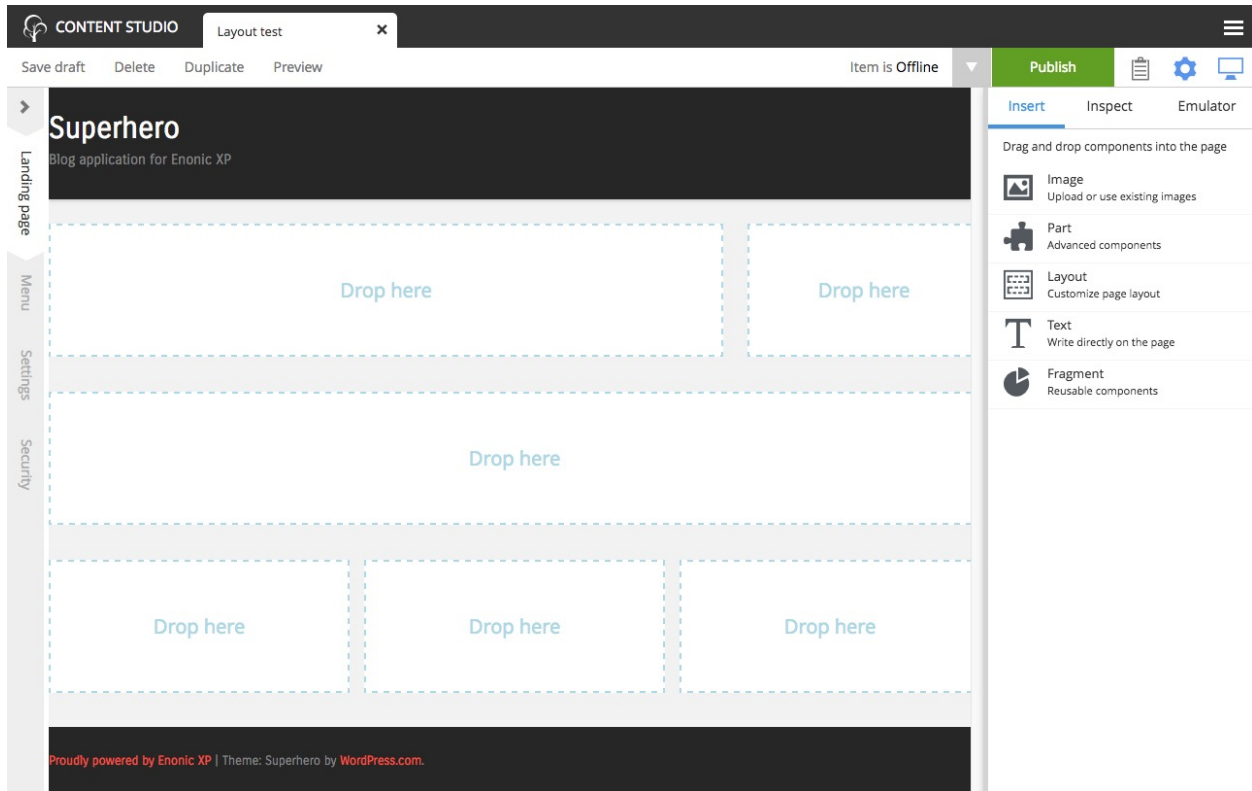 CONTENT STUDIO
Layout test
Save draft Delete Duplicate Preview Item is Offline Publish
Insert Inspect Emulator
Drag and drop components into the page
Image
Upload or use existing images
Part
Advanced components
Layout
Customize page layout
Text
Write directly on the page
Fragment
Reusable components
Landing page
Menu
Settings
Security
Superhero
Blog application for Enonic XP
Drop here
Drop here
Drop here
Drop here
Drop here
Drop here
Proudly powered by Enonic XP | Theme: Superhero by WordPress.com.